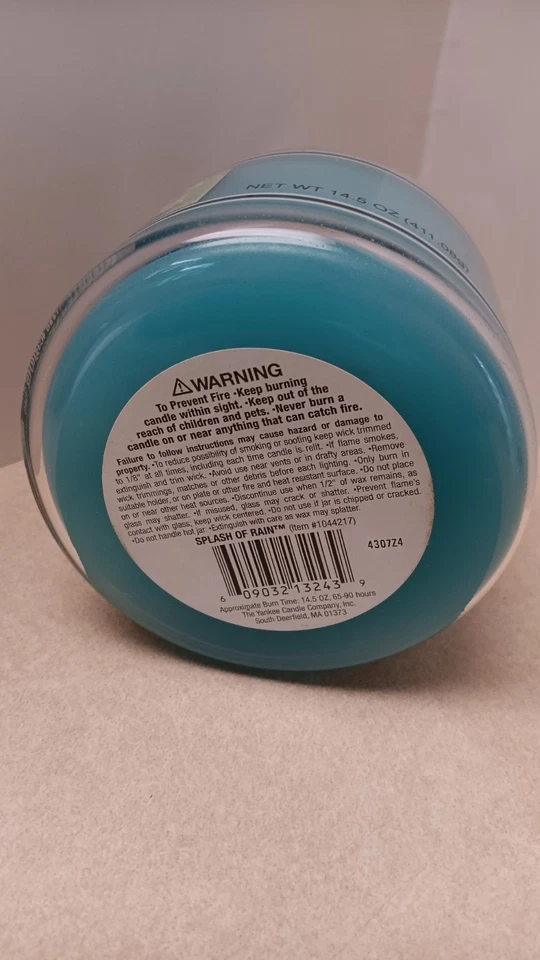 NET WT 14.5 OZ (411.08g)
WARNING
To Prevent Fire •Keep burning
candle within sight. •Keep out of the
reach of children and pets. •Never burn a
candle on or near anything that can catch fire.
Failure to follow instructions may cause hazard or damage to
property. •To reduce possibility of smoking or sooting keep wick trimmed
to 1/8" at all times, including each time candle is relit. •If flame smokes,
extinguish and trim wick. •Avoid use near vents or in drafty areas. •Remove
wick trimmings, matches or other debris before each lighting. •Only burn in
suitable holder, or on plate or other fire and heat resistant surface. •Do not place
on or near other heat sources. •Discontinue use when 1/2" of wax remains, as
glass may shatter. •If misused, glass may crack or shatter. •Prevent flame's
contact with glass; keep wick centered. •Do not use if jar is chipped or cracked.
•Do not handle hot jar. •Extinguish with care as wax may splatter.
SPLASH OF RAIN™ (Item #1044217)
4307Z4
6 09032 13243 9
Approximate Burn Time: 14.5 OZ, 65-90 hours
The Yankee Candle Company, Inc.
South Deerfield, MA 01373